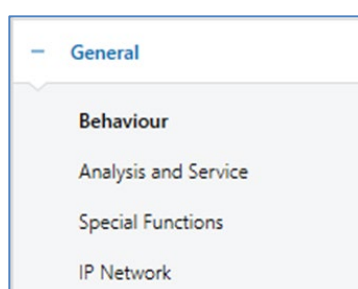 General
Behaviour
Analysis and Service
Special Functions
IP Network